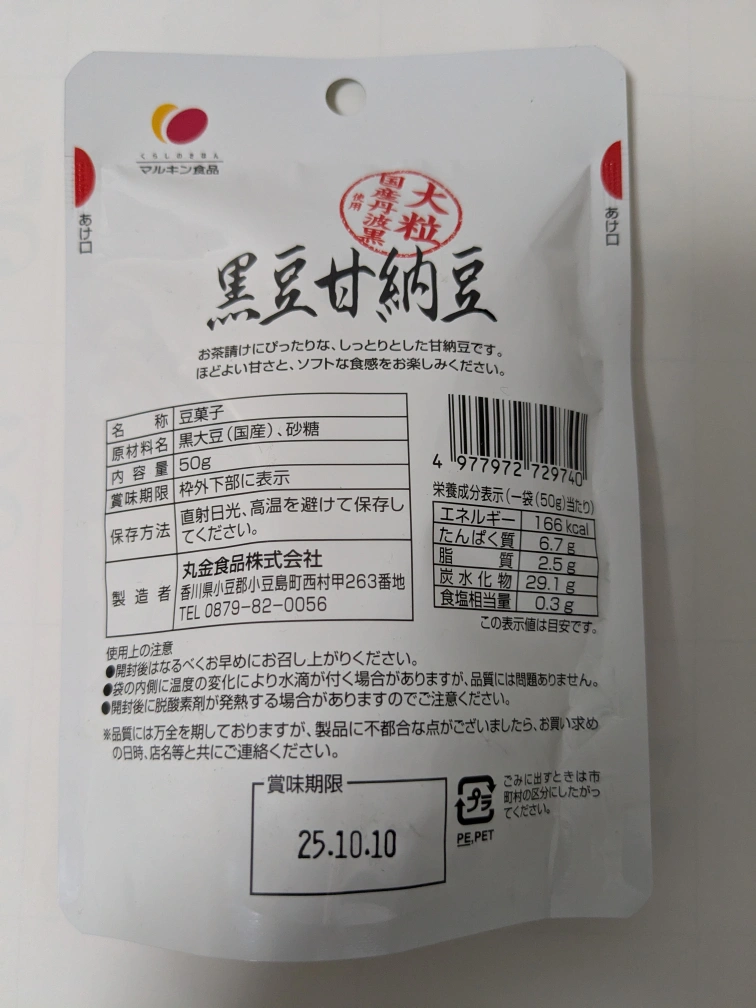 くらしのきほん
マルキン食品
あけ口
あけ口
大粒
国産丹波黒
使用
黒豆甘納豆
お茶請けにぴったりな、しっとりとした甘納豆です。
ほどよい甘さと、ソフトな食感をお楽しみください。
名称 豆菓子
原材料名 黒大豆(国産)、砂糖
内容量 50g
賞味期限 枠外下部に表示
保存方法 直射日光、高温を避けて保存し
てください。
製造者 丸金食品株式会社
香川県小豆郡小豆島町西村甲263番地
TEL 0879-82-0056
4 977972 729740
栄養成分表示(一袋(50g)当たり)
エネルギー 166 kcal
たんぱく質 6.7 g
脂質 2.5 g
炭水化物 29.1 g
食塩相当量 0.3 g
この表示値は目安です。
使用上の注意
●開封後はなるべくお早めにお召し上がりください。
●袋の内側に温度の変化により水滴が付く場合がありますが、品質には問題ありません。
●開封後に脱酸素剤が発熱する場合がありますのでご注意ください。
※品質には万全を期しておりますが、製品に不都合な点がございましたら、お買い求め
の日時、店名等と共にご連絡ください。
賞味期限
25.10.10
プラ
PE,PET
ごみに出すときは市
町村の区分にしたがっ
てください。